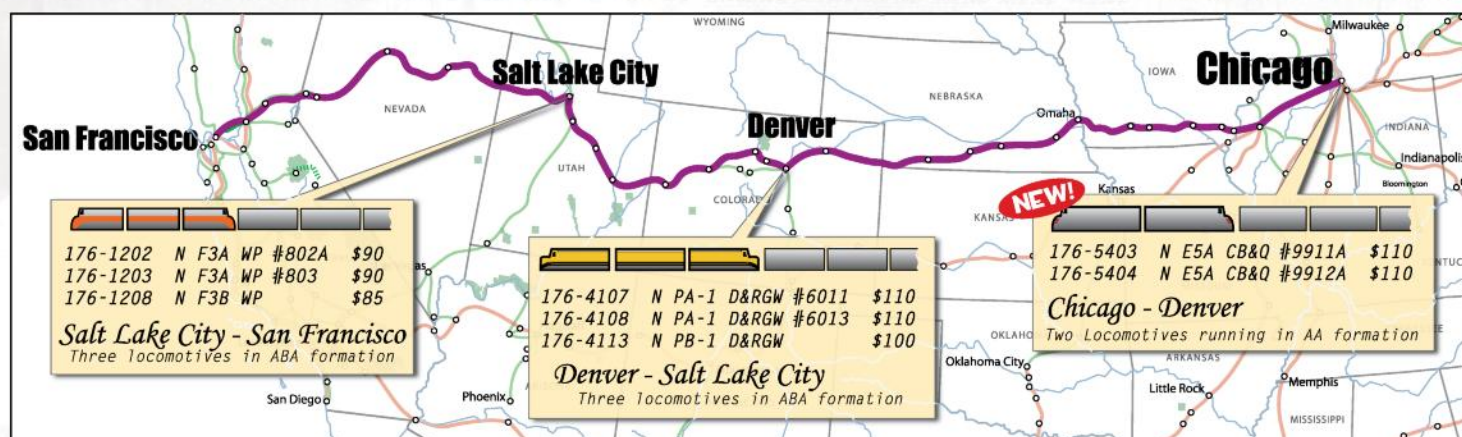 WYOMING
Milwaukee
Salt Lake City
Chicago
IOWA
NEVADA
NEBRASKA
San Francisco
Denver
Omaha
INDIANA
Indianapolis
UTAH
Bloomington
COLORADO
Kansas
KANSAS
NEW!
176-1202 N F3A WP #802A $90
176-1203 N F3A WP #803 $90
176-1208 N F3B WP $85
Salt Lake City - San Francisco
Three locomotives in ABA formation
176-4107 N PA-1 D&RGW #6011 $110
176-4108 N PA-1 D&RGW #6013 $110
176-4113 N PB-1 D&RGW $100
Denver - Salt Lake City
Three locomotives in ABA formation
176-5403 N E5A CB&Q #9911A $110
176-5404 N E5A CB&Q #9912A $110
Chicago - Denver
Two Locomotives running in AA formation
OKLAHO
Oklahoma City
ARKANSAS
Little Rock
Memphis
MISSISSIPPI
San Diego
Phoenix